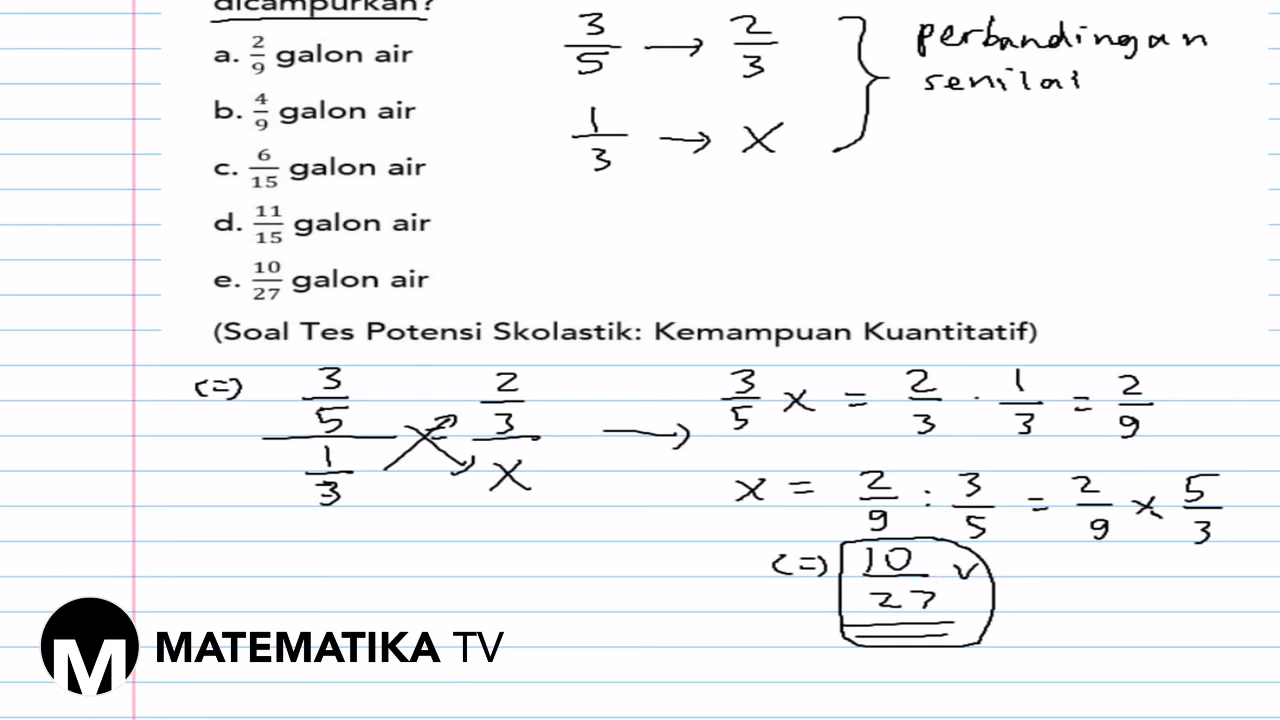 dicampurkan?
a. 2/9 galon air
b. 4/9 galon air
c. 6/15 galon air
d. 11/15 galon air
e. 10/27 galon air
3/5 → 2/3
1/3 → x
perbandingan
senilai
(Soal Tes Potensi Skolastik: Kemampuan Kuantitatif)
(=) 3/5 / 1/3 = 2/3 / x → 3/5 x = 2/3 · 1/3 = 2/9
x = 2/9 : 3/5 = 2/9 × 5/3
(=) 10/27 v
M MATEMATIKA TV